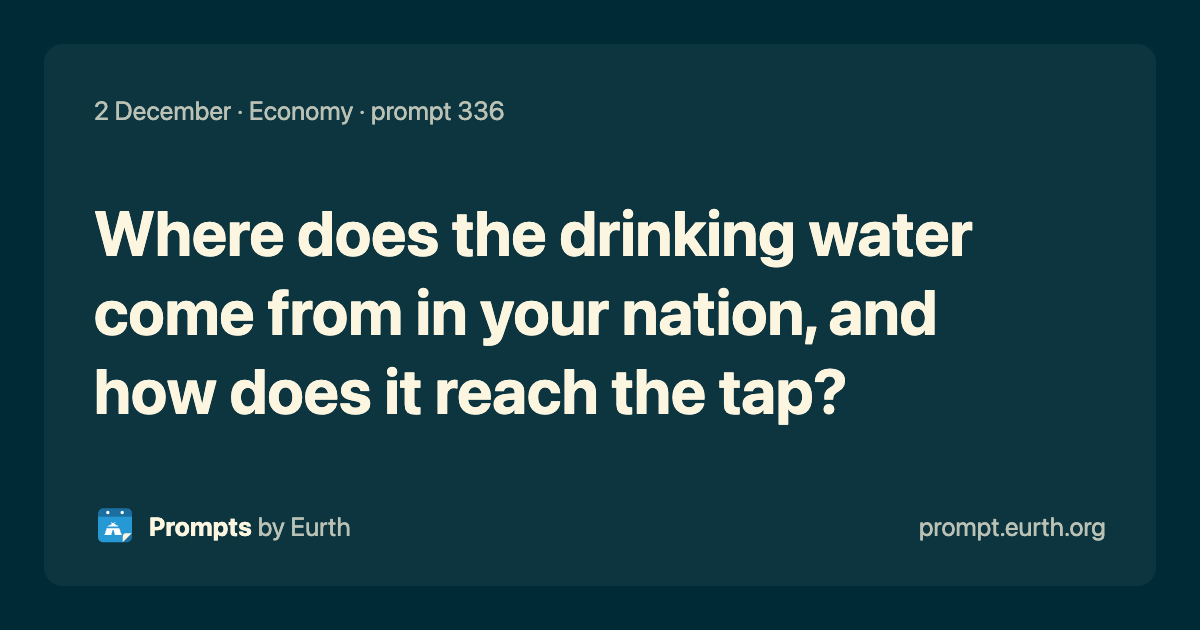 2 December · Economy · prompt 336
Where does the drinking water
come from in your nation, and
how does it reach the tap?
Prompts by Eurth
prompt.eurth.org